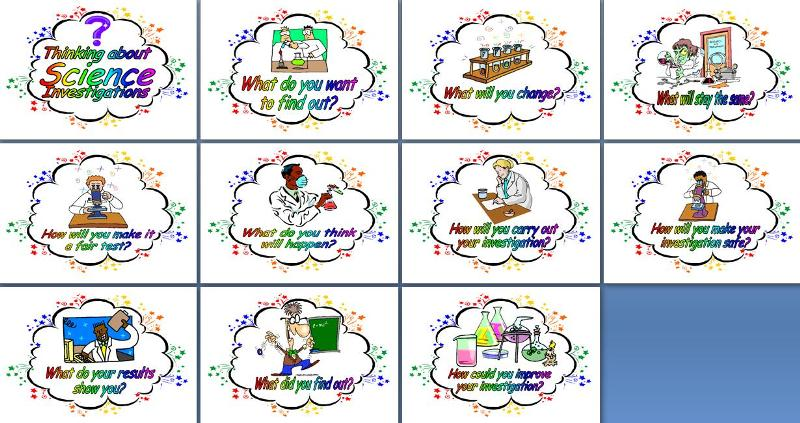 ?
Thinking about
Science
Investigations
What do you want
to find out?
What will you change?
What will stay the same?
How will you make it
a fair test?
What do you think
will happen?
How will you carry out
your investigation?
How will you make your
investigation safe?
What do your results
show you?
What did you find out?
How could you improve
your investigation?